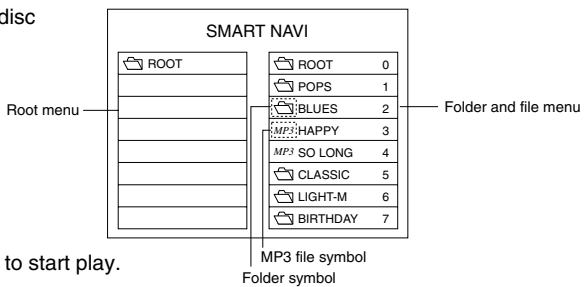 disc
SMART NAVI
ROOT
ROOT 0
POPS 1
Root menu
BLUES 2
Folder and file menu
MP3 HAPPY 3
MP3 SO LONG 4
CLASSIC 5
LIGHT-M 6
BIRTHDAY 7
to start play.
MP3 file symbol
Folder symbol